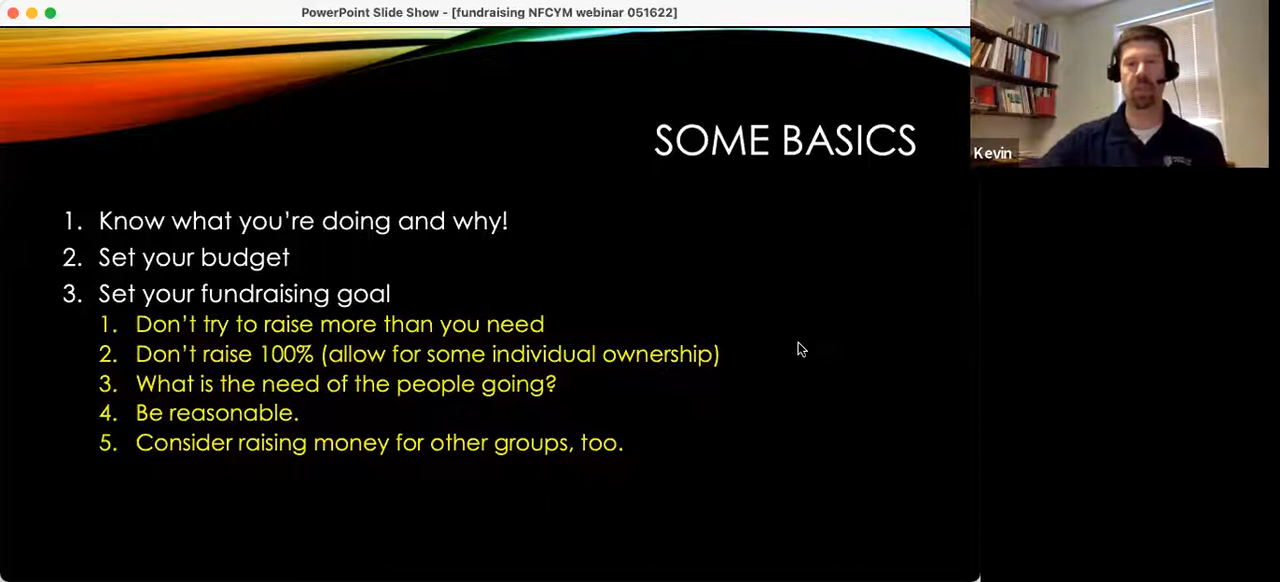 PowerPoint Slide Show - [fundraising NFCYM webinar 051622]
SOME BASICS
Kevin
1. Know what you're doing and why!
2. Set your budget
3. Set your fundraising goal
1. Don't try to raise more than you need
2. Don't raise 100% (allow for some individual ownership)
3. What is the need of the people going?
4. Be reasonable.
5. Consider raising money for other groups, too.